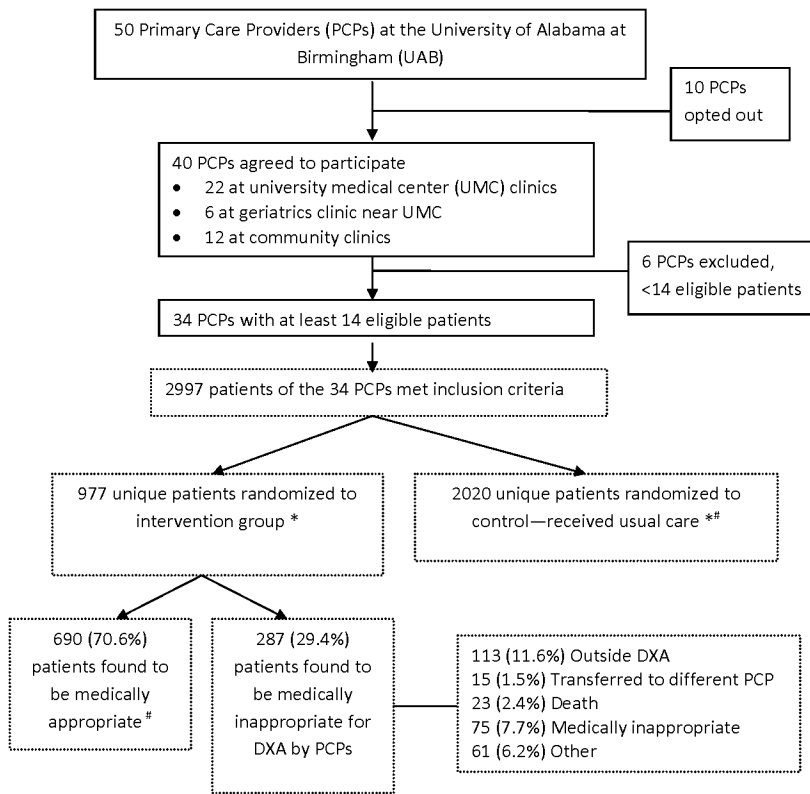 50 Primary Care Providers (PCPs) at the University of Alabama at
Birmingham (UAB)
10 PCPs
opted out
40 PCPs agreed to participate
● 22 at university medical center (UMC) clinics
● 6 at geriatrics clinic near UMC
● 12 at community clinics
6 PCPs excluded,
<14 eligible patients
34 PCPs with at least 14 eligible patients
2997 patients of the 34 PCPs met inclusion criteria
977 unique patients randomized to
intervention group *
2020 unique patients randomized to
control—received usual care *#
690 (70.6%)
patients found to
be medically
appropriate #
287 (29.4%)
patients found to
be medically
inappropriate for
DXA by PCPs
113 (11.6%) Outside DXA
15 (1.5%) Transferred to different PCP
23 (2.4%) Death
75 (7.7%) Medically inappropriate
61 (6.2%) Other